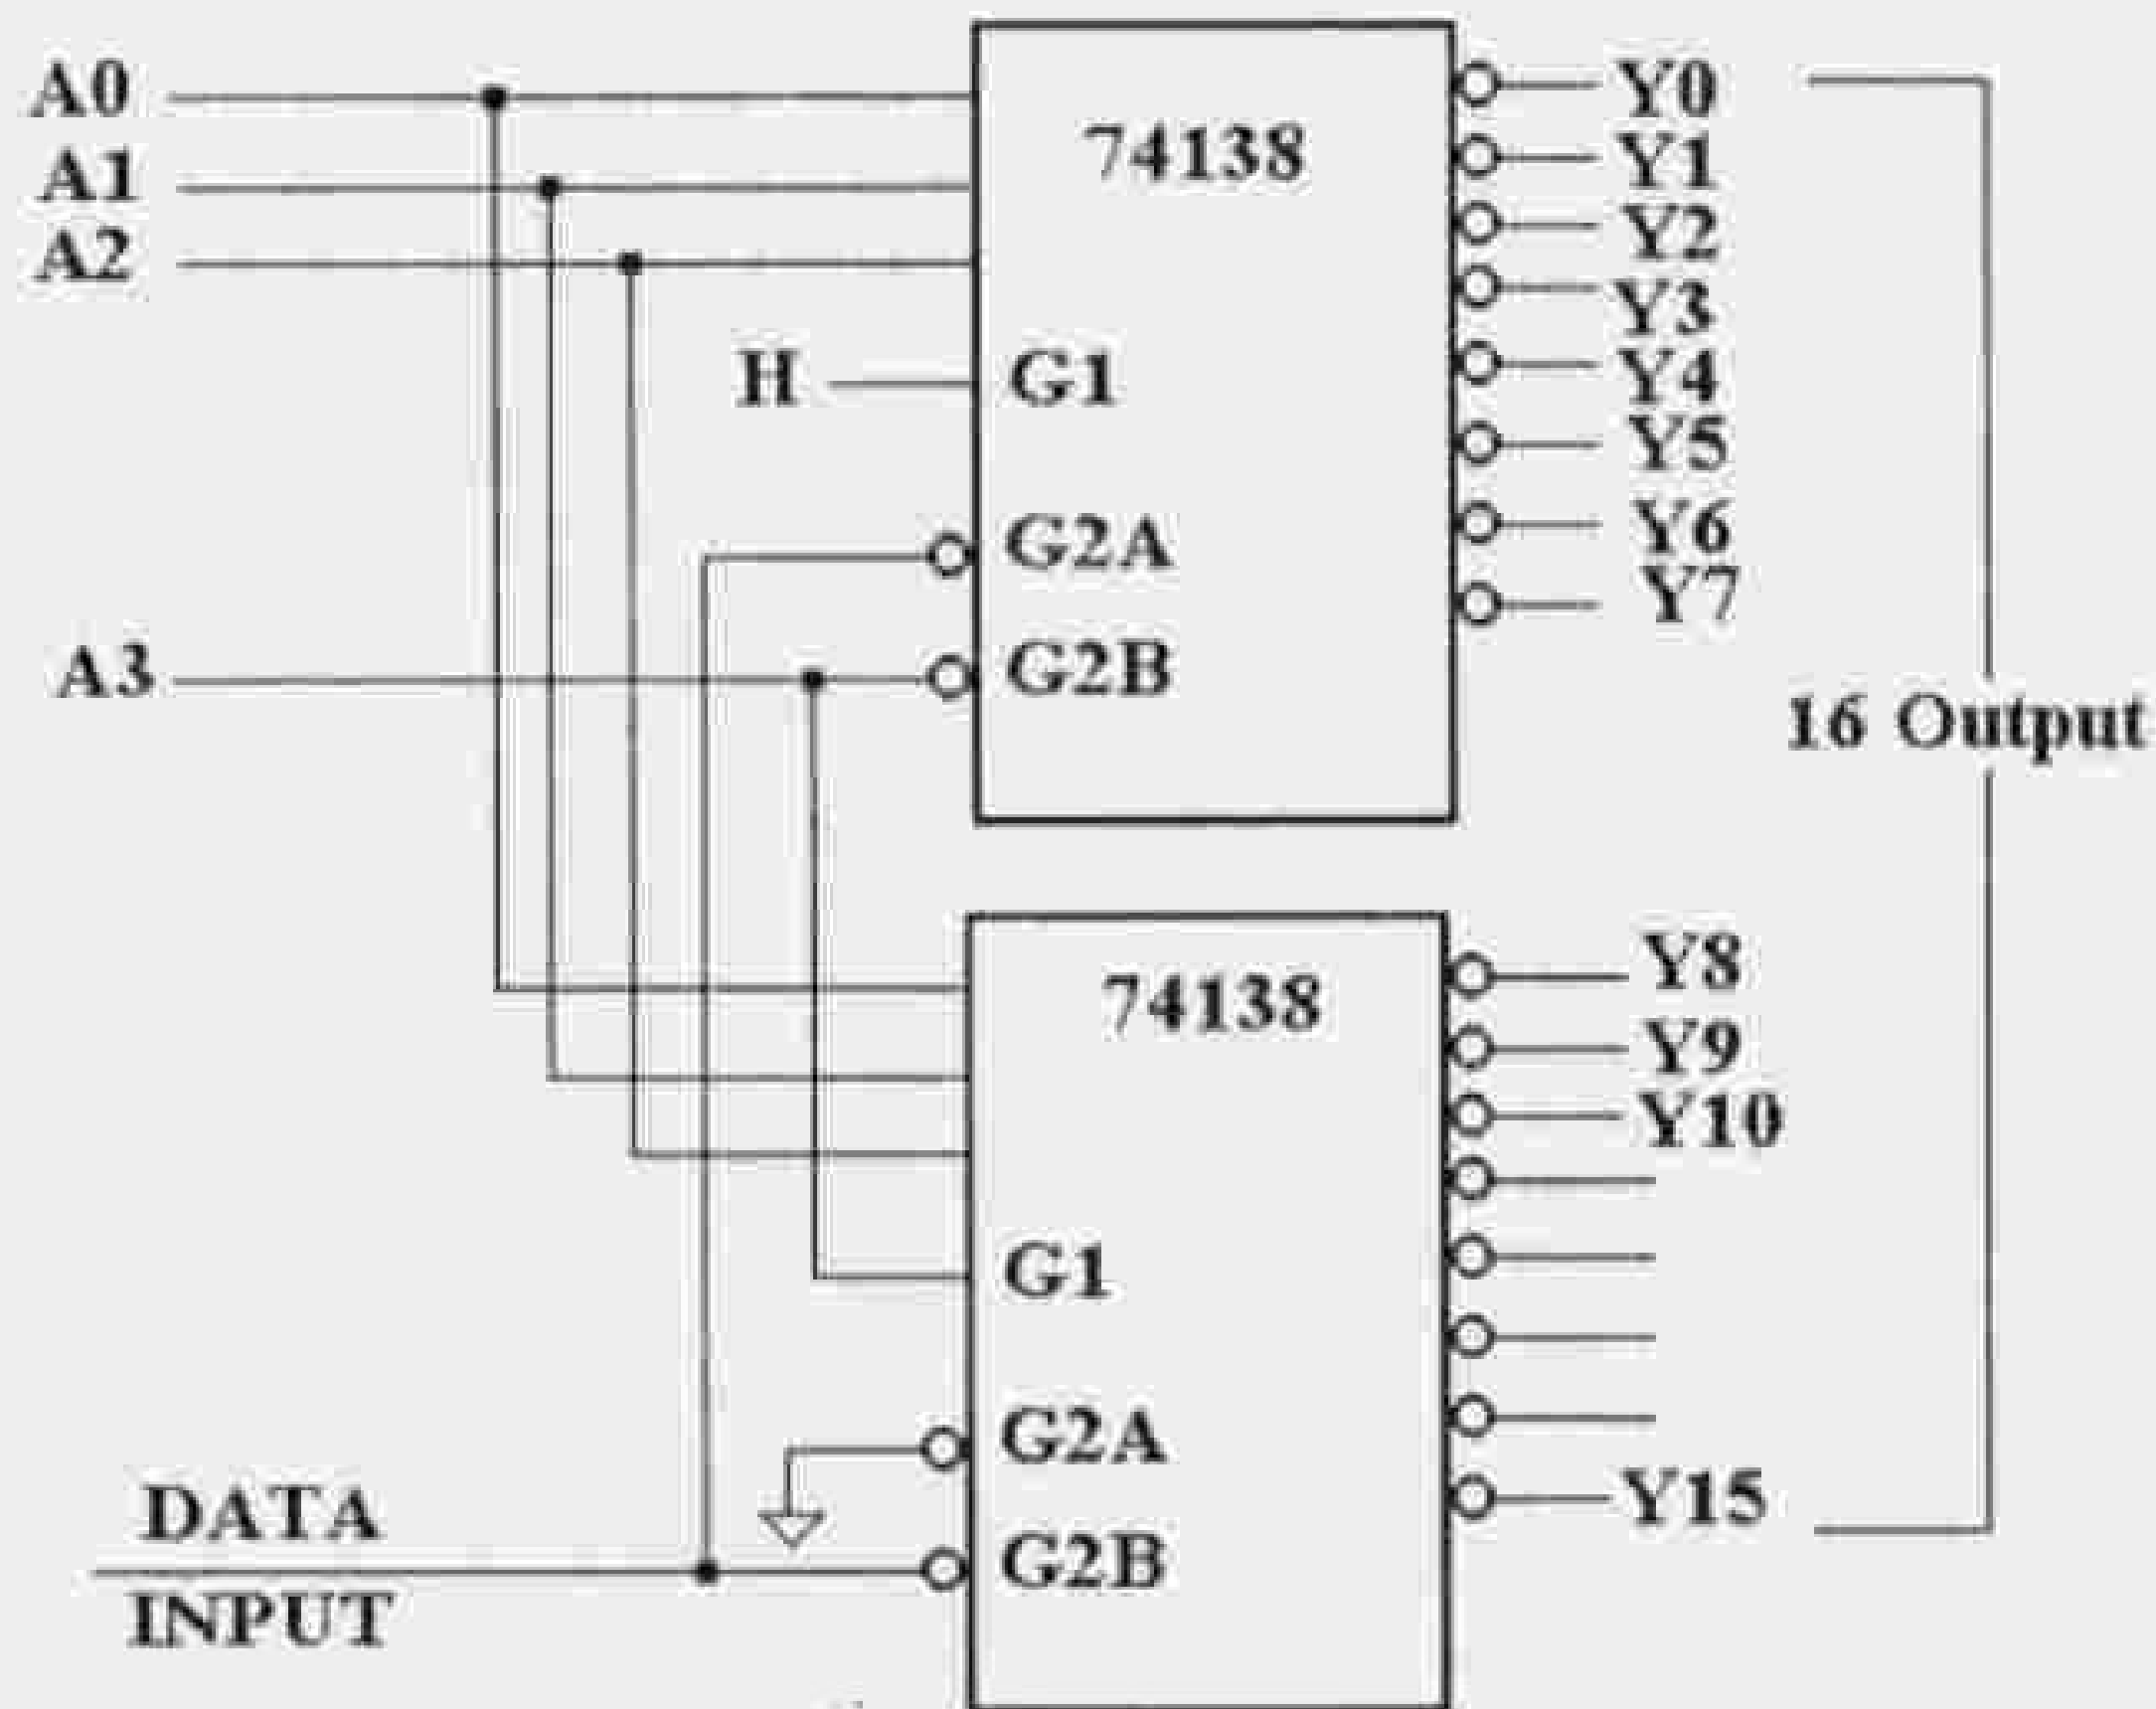 A0
A1
A2
H
A3
74138
G1
G2A
G2B
Y0
Y1
Y2
Y3
Y4
Y5
Y6
Y7
16 Output
74138
G1
G2A
G2B
DATA
INPUT
Y8
Y9
Y10
Y15